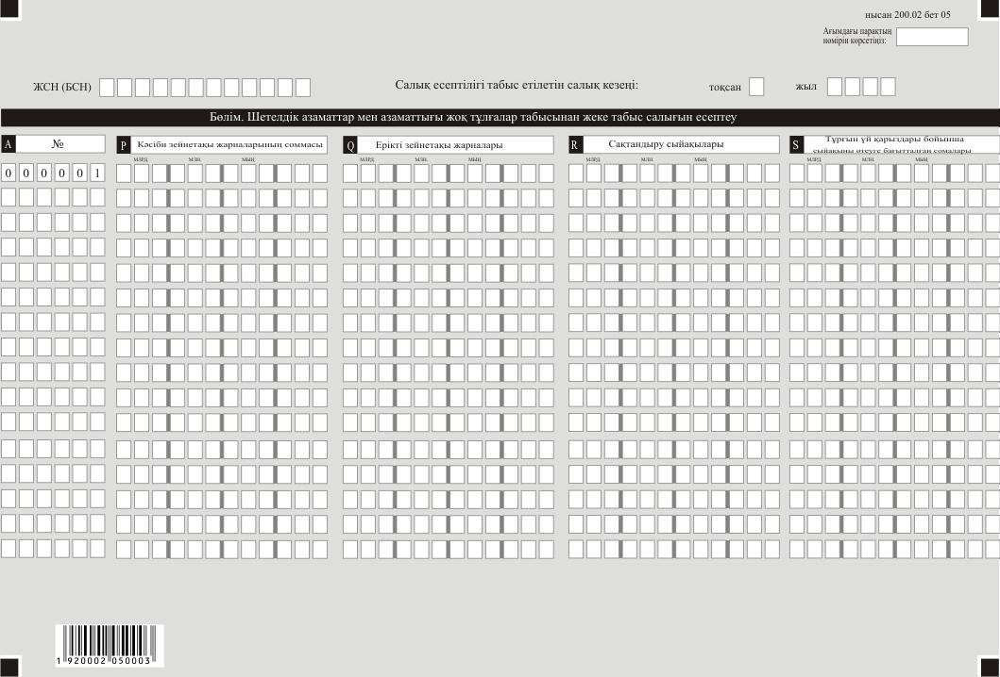 нысан 200.02 бет 05
Ағымдағы парақтың
нөмірін көрсетіңіз:
ЖСН (БСН) Салық есептілігі табыс етілетін салық кезеңі: тоқсан жыл
Бөлім. Шетелдік азаматтар мен азаматтығы жоқ тұлғалар табысынан жеке табыс салығын есептеу
A № P Кәсіби зейнетақы жарналарының соммасы Q Ерікті зейнетақы жарналары R Сақтандыру сыйақылары S Тұрғын үй қарыздары бойынша
сыйақыны өтеуге бағытталған сомалары
млрд млн. мың млрд млн. мың млрд млн. мың млрд млн. мың
0 0 0 0 0 1
1 920002 050003